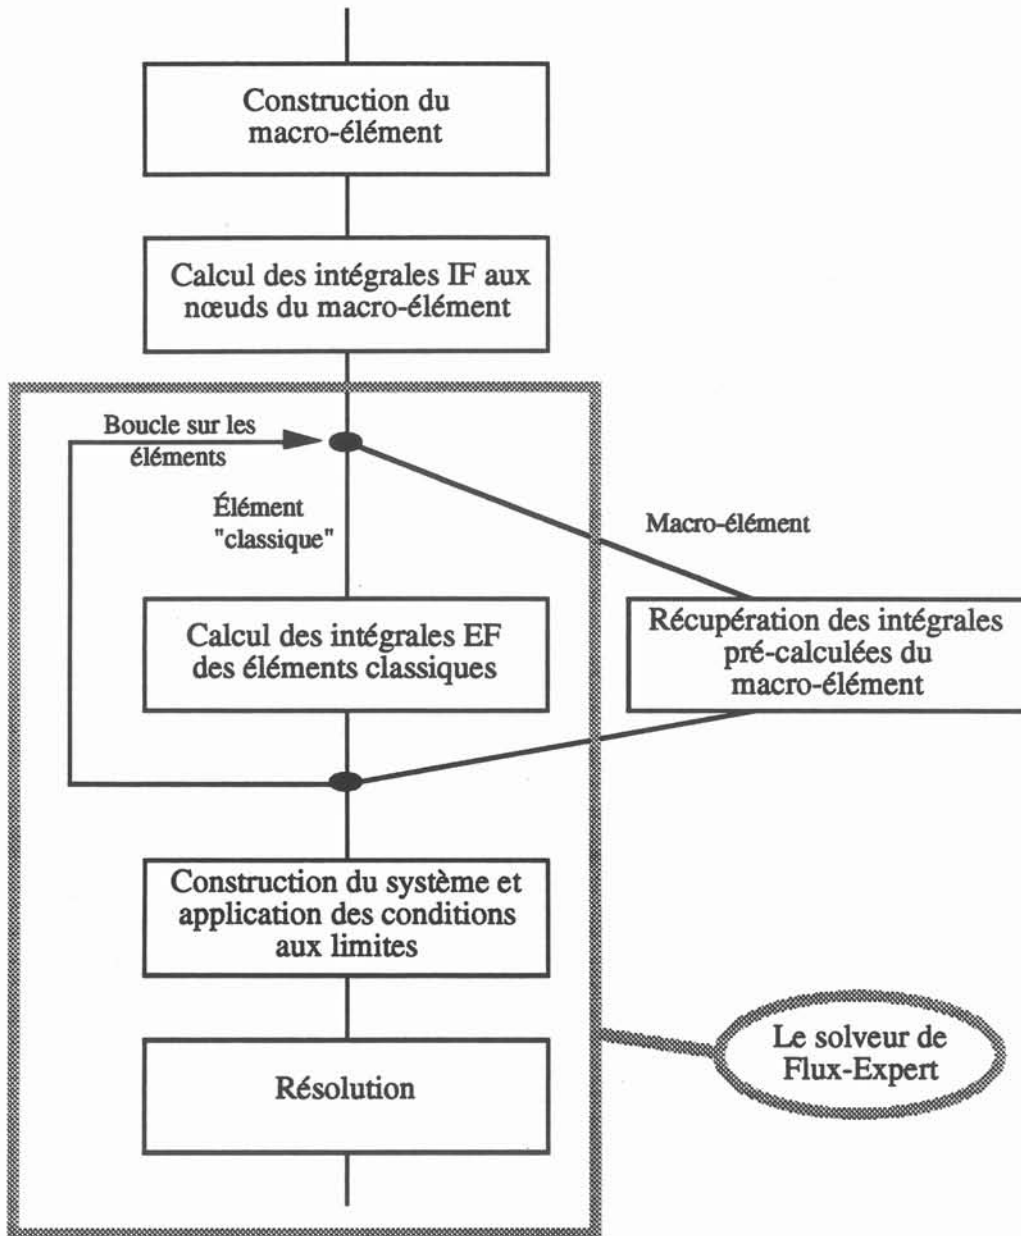 Construction du
macro-élément
Calcul des intégrales IF aux
nœuds du macro-élément
Boucle sur les
éléments
Élément
"classique"
Macro-élément
Calcul des intégrales EF
des éléments classiques
Récupération des intégrales
pré-calculées du
macro-élément
Construction du système et
application des conditions
aux limites
Résolution
Le solveur de
Flux-Expert